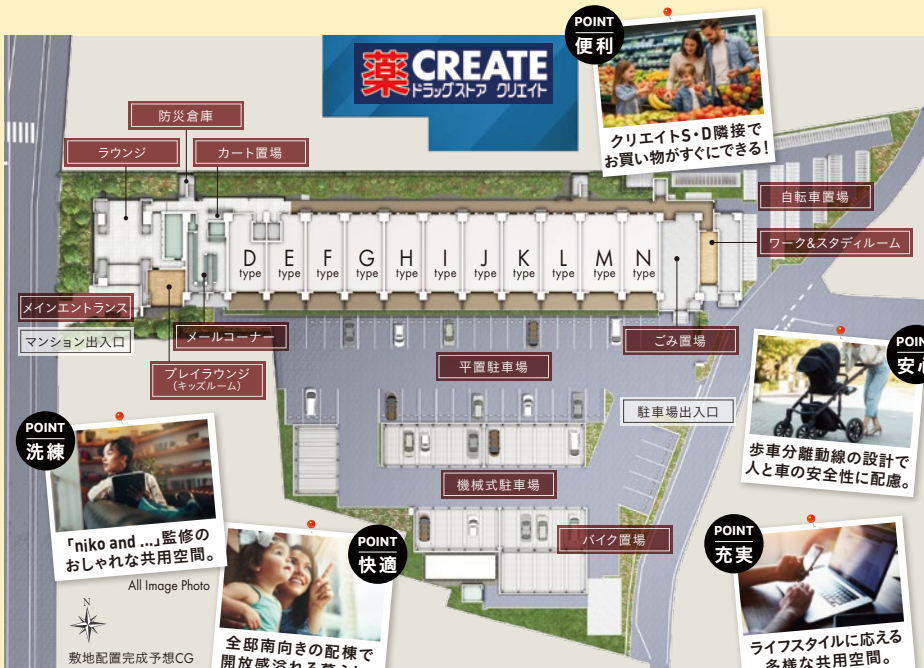 POINT
便利
薬 CREATE
ドラッグストア クリエイト
クリエイトS・D隣接で
お買い物がすぐにできる!
防災倉庫
ラウンジ
カート置場
自転車置場
ワーク&スタディルーム
D type
E type
F type
G type
H type
I type
J type
K type
L type
M type
N type
メインエントランス
マンション出入口
メールコーナー
プレイラウンジ
(キッズルーム)
ごみ置場
平置駐車場
駐車場出入口
機械式駐車場
バイク置場
POINT
安心
歩車分離動線の設計で
人と車の安全性に配慮。
POINT
洗練
「niko and ...」監修の
おしゃれな共用空間。
All Image Photo
N
敷地配置完成予想CG
POINT
快適
全邸南向きの配棟で
POINT
充実
ライフスタイルに応える
多様な共用空間。